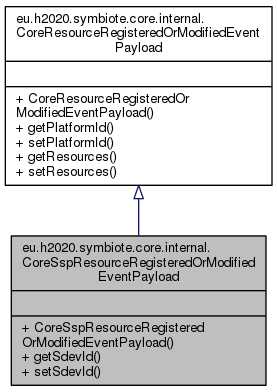 eu.h2020.symbiote.core.internal.
CoreResourceRegisteredOrModifiedEvent
Payload
+ CoreResourceRegisteredOr
ModifiedEventPayload()
+ getPlatformId()
+ setPlatformId()
+ getResources()
+ setResources()
eu.h2020.symbiote.core.internal.
CoreSspResourceRegisteredOrModified
EventPayload
+ CoreSspResourceRegistered
OrModifiedEventPayload()
+ getSdevId()
+ setSdevId()